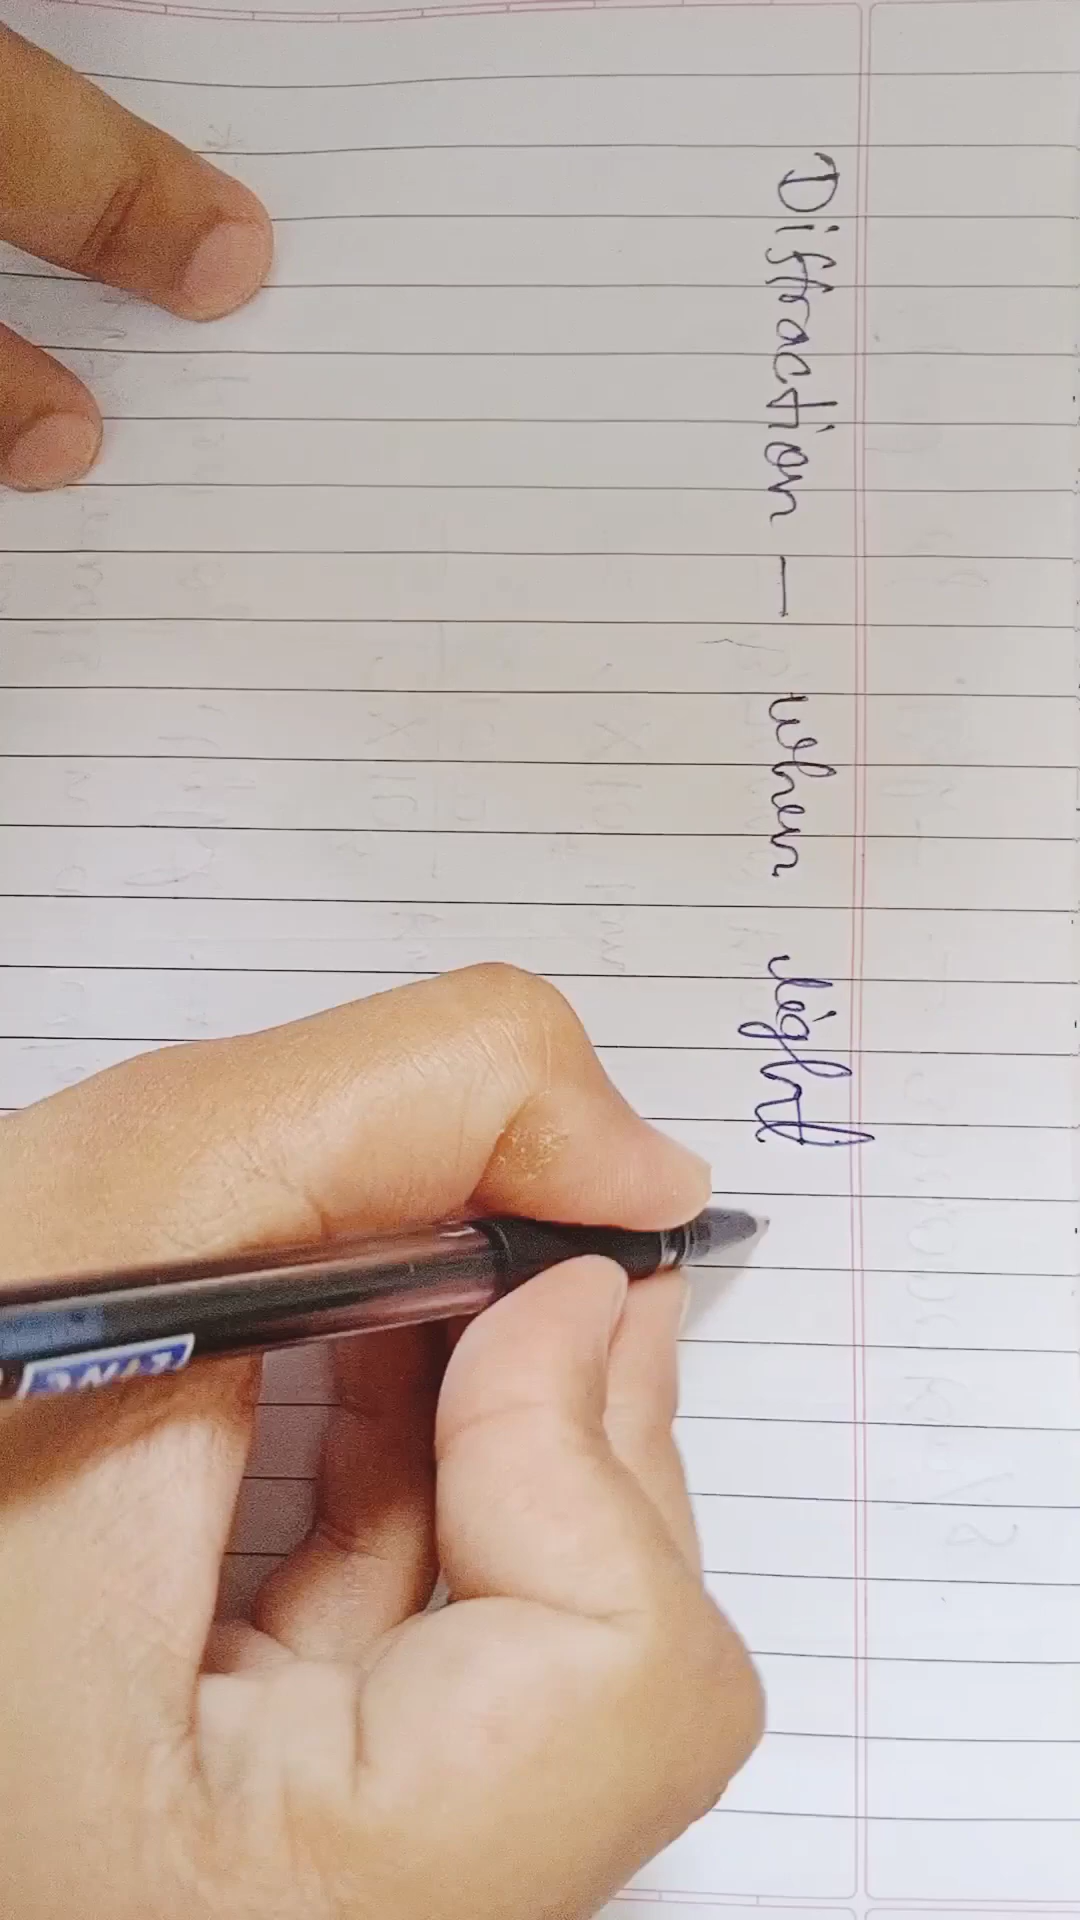 Diffraction — when light